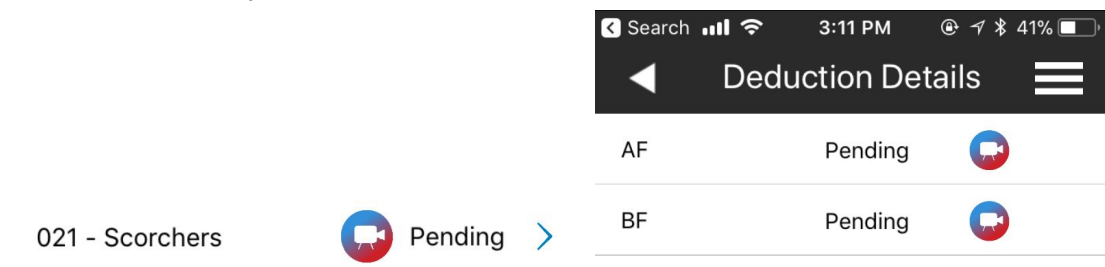 021 - Scorchers Pending
Search 3:11 PM 41%
Deduction Details
AF Pending
BF Pending